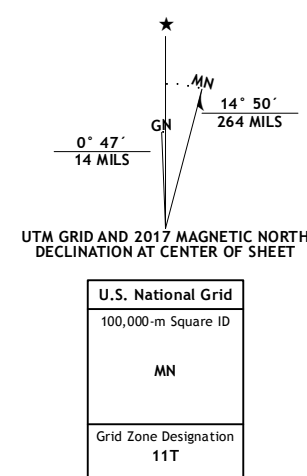 ★
MN
GN
14° 50´
264 MILS
0° 47´
14 MILS
UTM GRID AND 2017 MAGNETIC NORTH
DECLINATION AT CENTER OF SHEET
U.S. National Grid
100,000-m Square ID
MN
Grid Zone Designation
11T